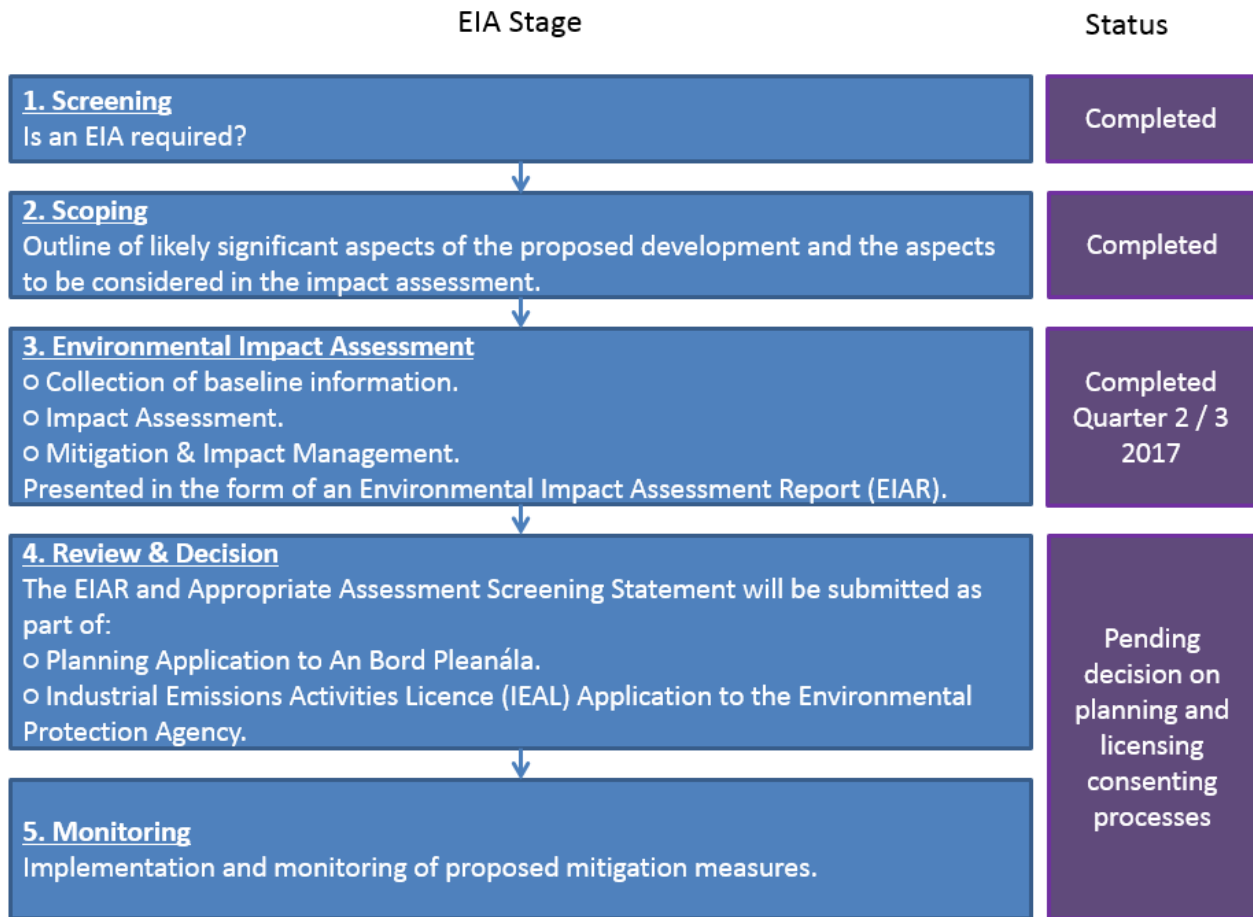 EIA Stage
Status
1. Screening
Is an EIA required?
Completed
2. Scoping
Outline of likely significant aspects of the proposed development and the aspects
to be considered in the impact assessment.
Completed
3. Environmental Impact Assessment
○ Collection of baseline information.
○ Impact Assessment.
○ Mitigation & Impact Management.
Presented in the form of an Environmental Impact Assessment Report (EIAR).
Completed
Quarter 2 / 3
2017
4. Review & Decision
The EIAR and Appropriate Assessment Screening Statement will be submitted as
part of:
○ Planning Application to An Bord Pleanála.
○ Industrial Emissions Activities Licence (IEAL) Application to the Environmental
Protection Agency.
5. Monitoring
Implementation and monitoring of proposed mitigation measures.
Pending
decision on
planning and
licensing
consenting
processes